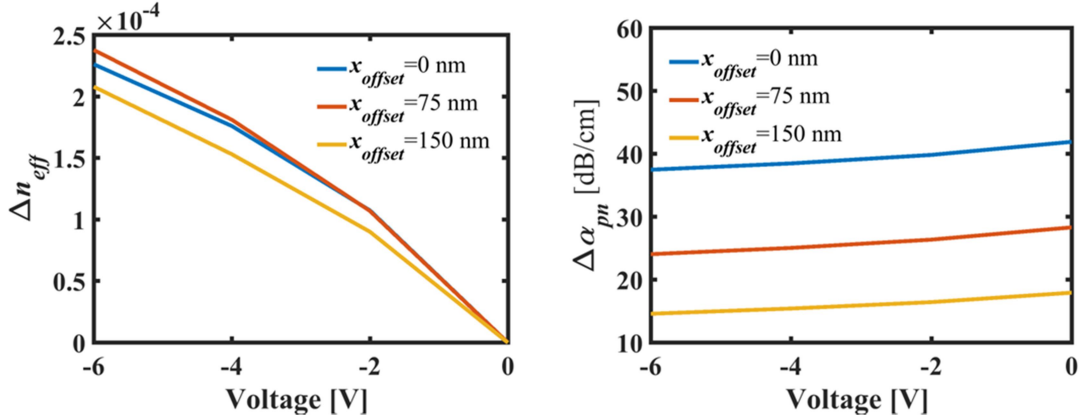 ×10⁻⁴
2.5
2
1.5
1
0.5
0
-6
-4
-2
0
Δn_eff
Voltage [V]
x_offset=0 nm
x_offset=75 nm
x_offset=150 nm
60
50
40
30
20
10
-6
-4
-2
0
Δα_pn [dB/cm]
Voltage [V]
x_offset=0 nm
x_offset=75 nm
x_offset=150 nm